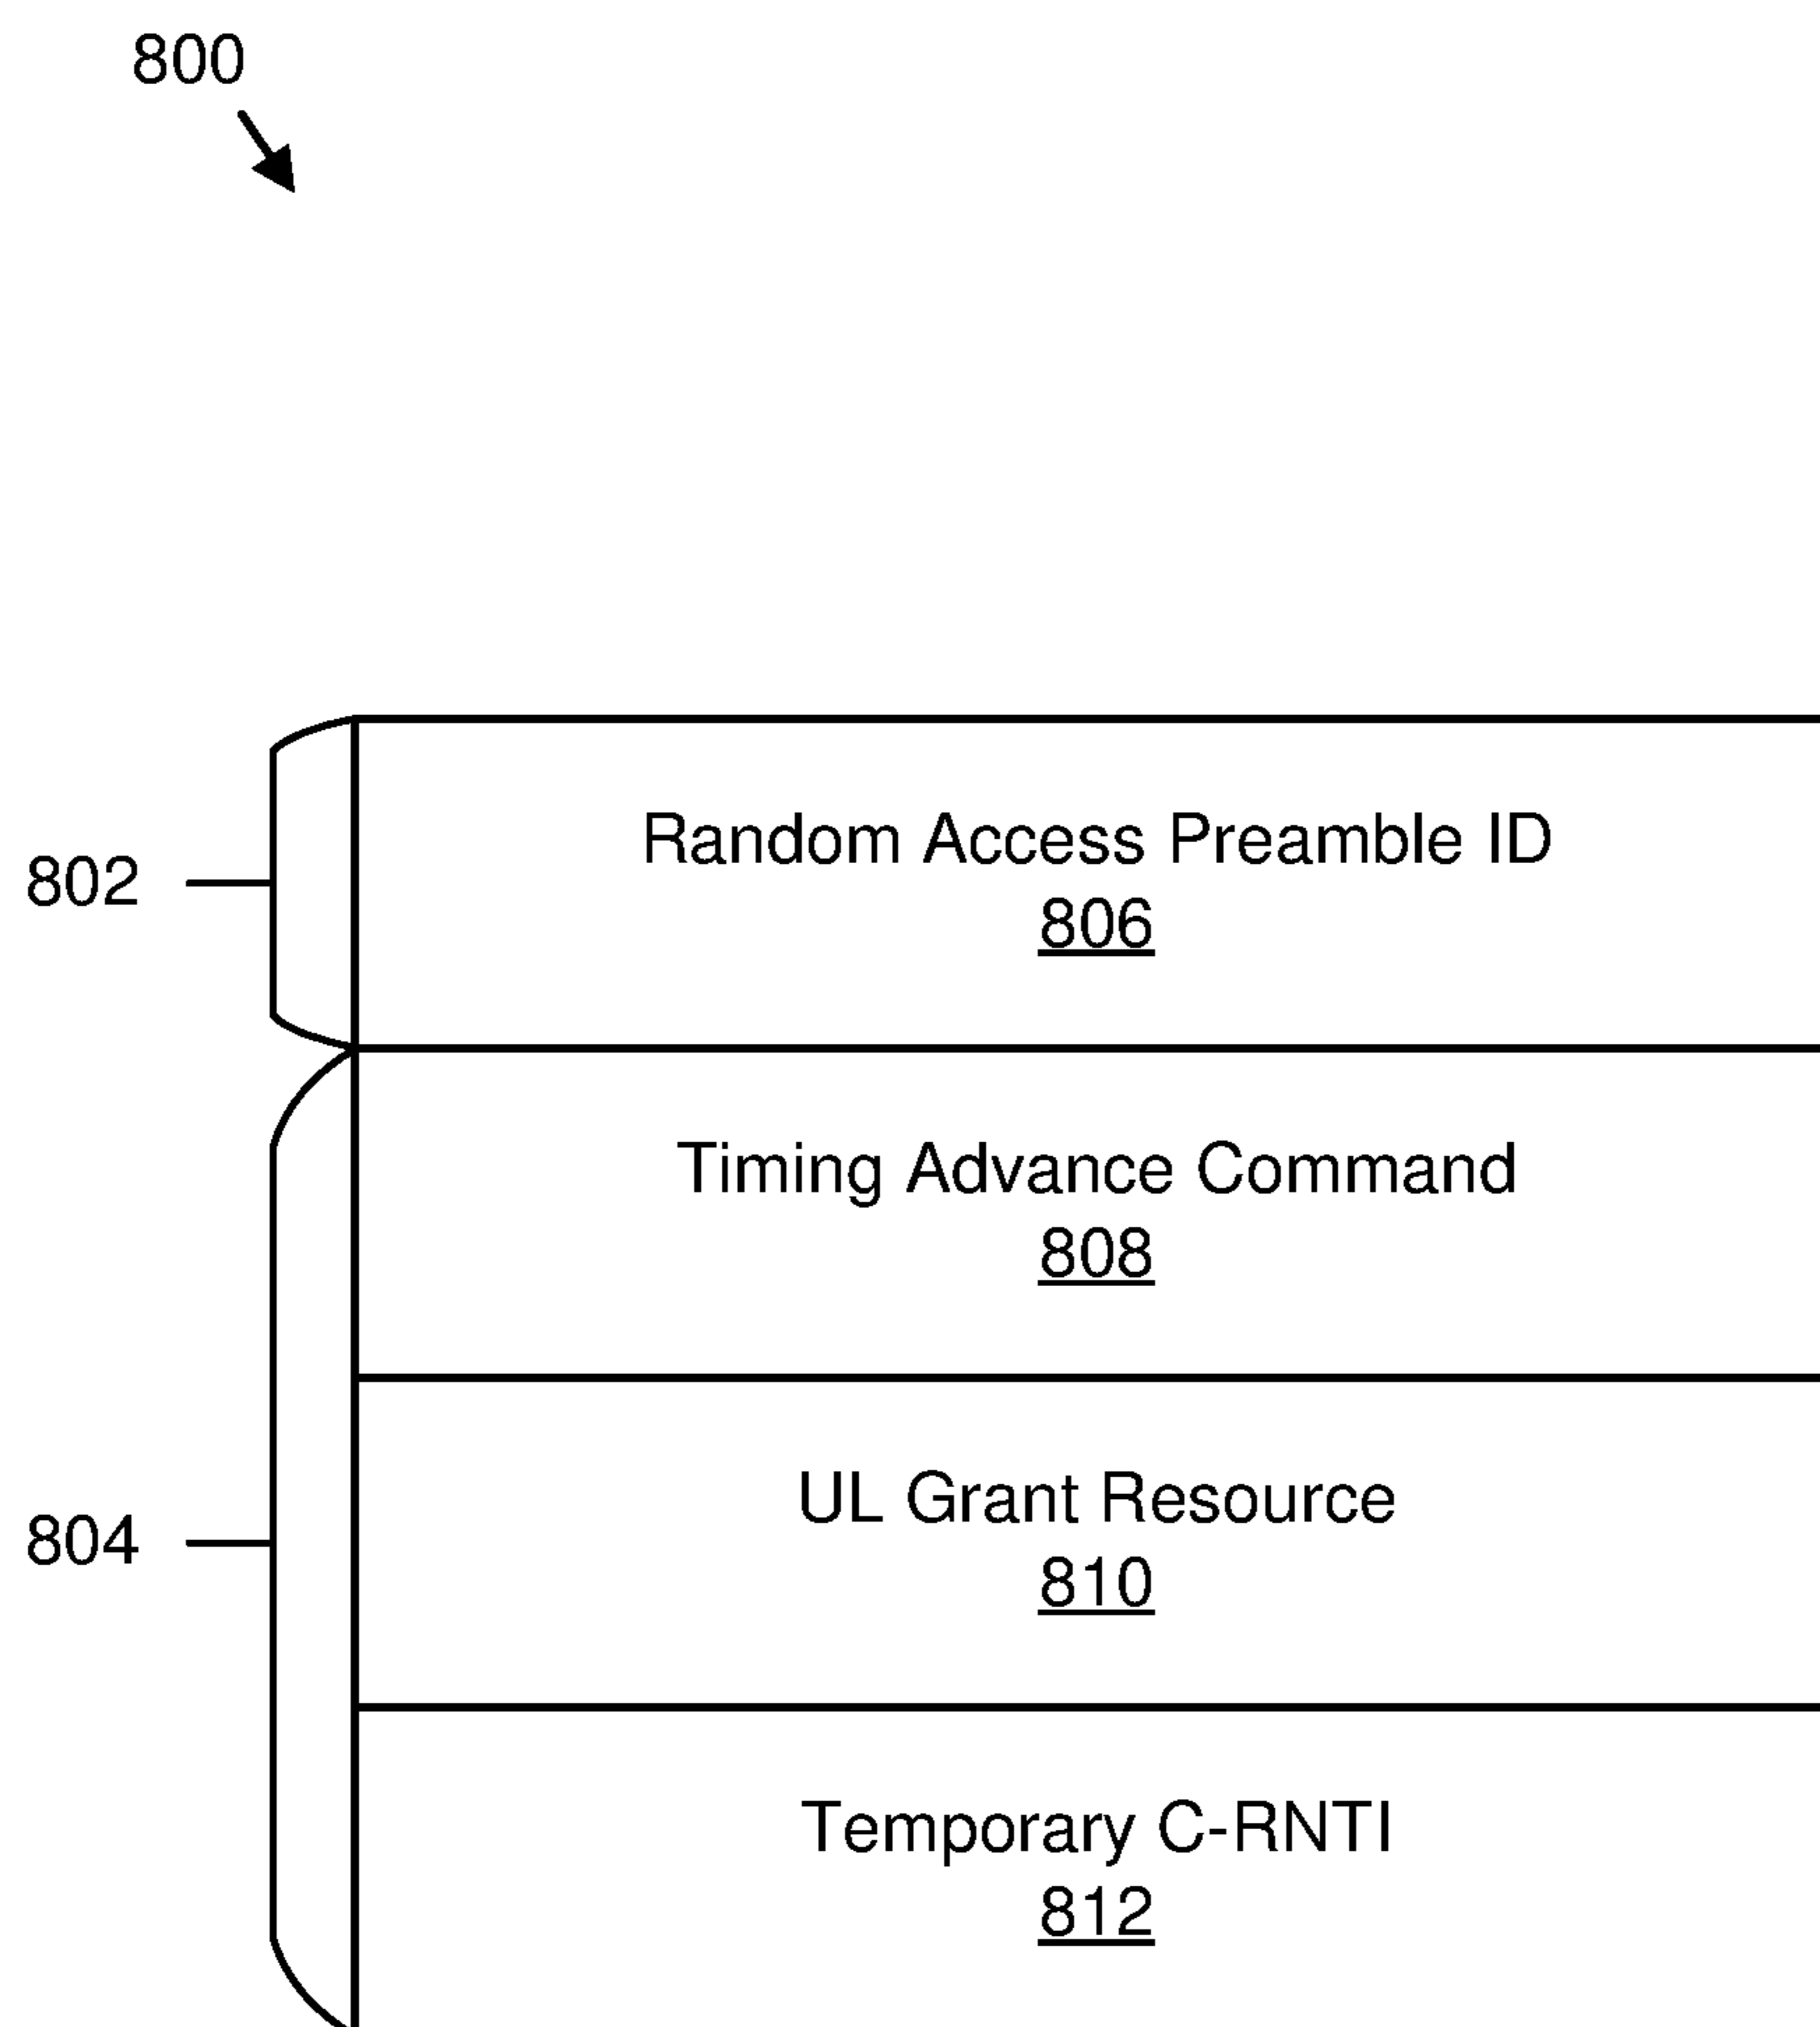 800
802
Random Access Preamble ID
806
Timing Advance Command
808
804
UL Grant Resource
810
Temporary C-RNTI
812